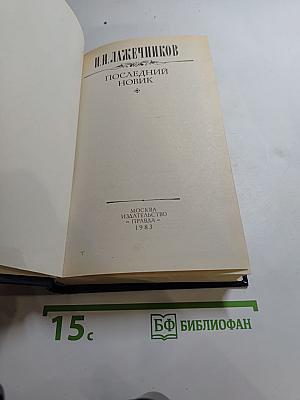 И.И. ЛАЖЕЧНИКОВ
ПОСЛЕДНИЙ
НОВИК
МОСКВА
ИЗДАТЕЛЬСТВО
«ПРАВДА»
1983
15с
БФ БИБЛИОФАН